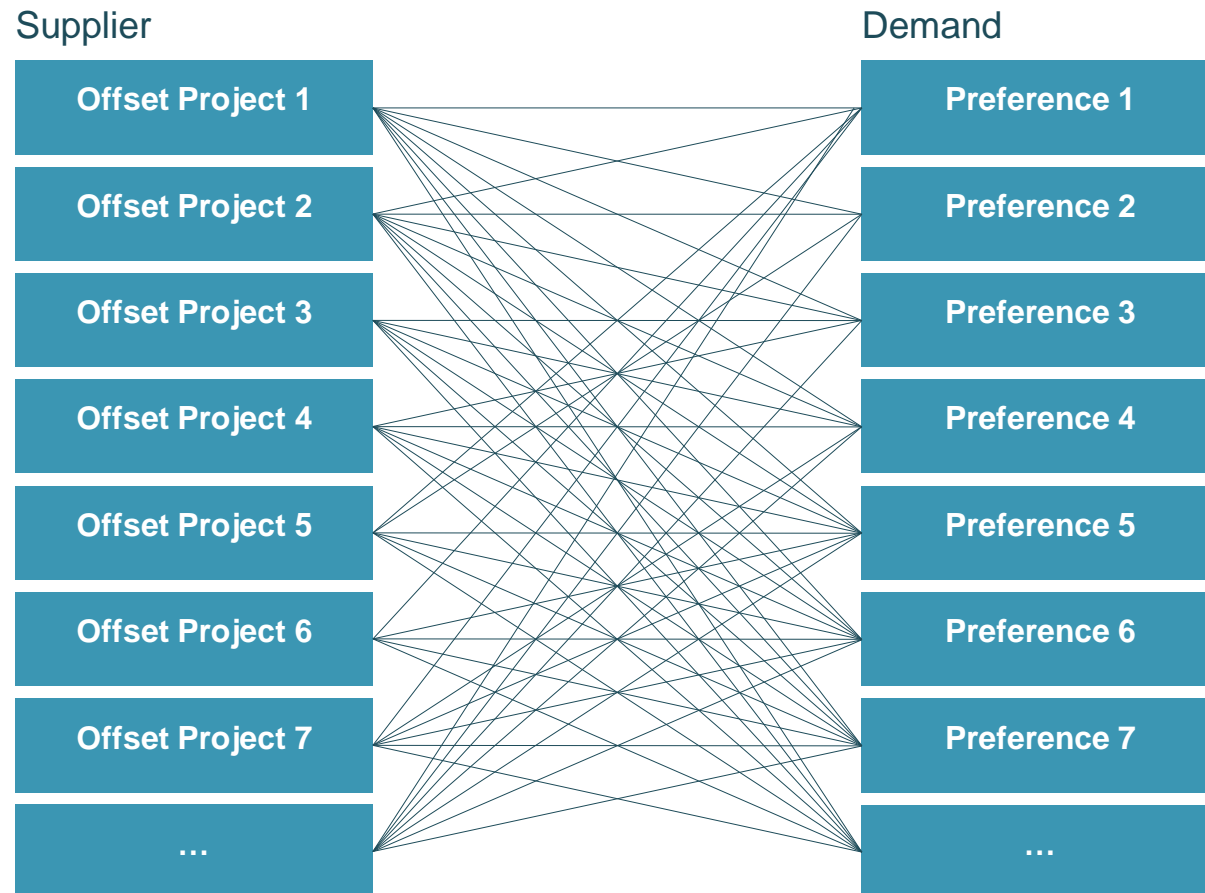 Supplier
Demand
Offset Project 1
Preference 1
Offset Project 2
Preference 2
Offset Project 3
Preference 3
Offset Project 4
Preference 4
Offset Project 5
Preference 5
Offset Project 6
Preference 6
Offset Project 7
Preference 7
...
...